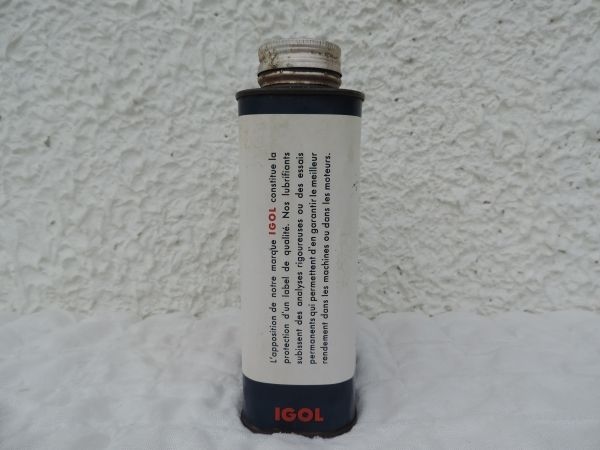 L'apposition de notre marque IGOL constitue la
protection d'un label de qualité. Nos lubrifiants
subissent des analyses rigoureuses ou des essais
permanents qui permettent d'en garantir le meilleur
rendement dans les machines ou dans les moteurs.
IGOL